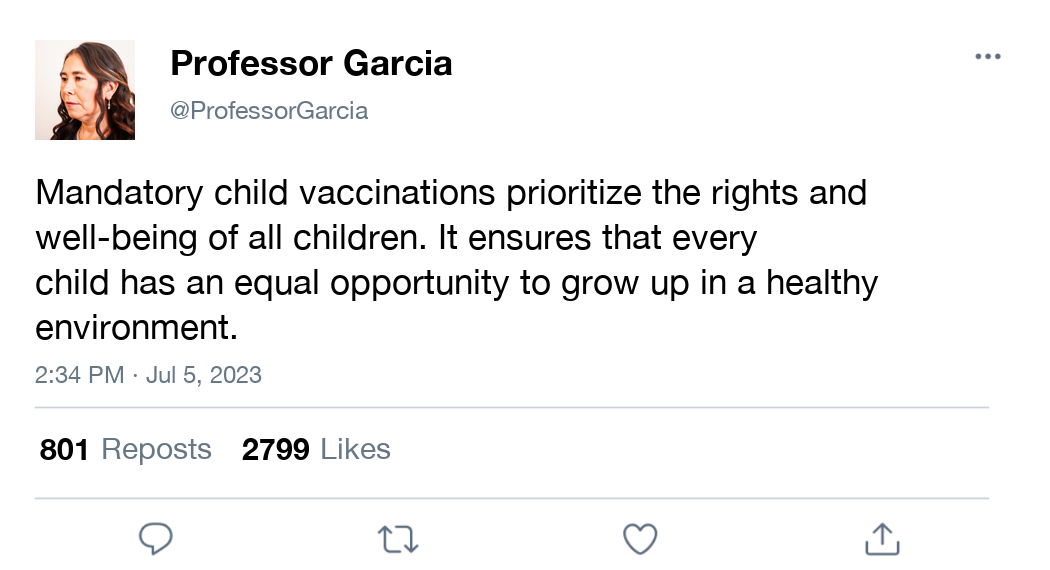 Professor Garcia
@ProfessorGarcia
Mandatory child vaccinations prioritize the rights and
well-being of all children. It ensures that every
child has an equal opportunity to grow up in a healthy
environment.
2:34 PM · Jul 5, 2023
801 Reposts 2799 Likes